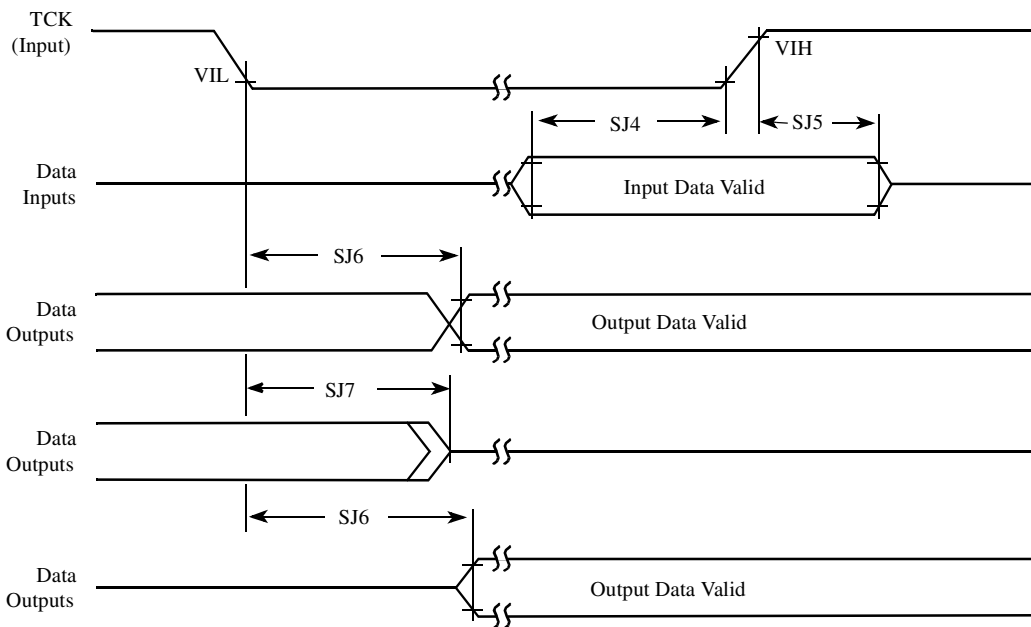 TCK
(Input)
VIL
VIH
SJ4
SJ5
Data
Inputs
Input Data Valid
SJ6
Data
Outputs
Output Data Valid
SJ7
Data
Outputs
SJ6
Data
Outputs
Output Data Valid